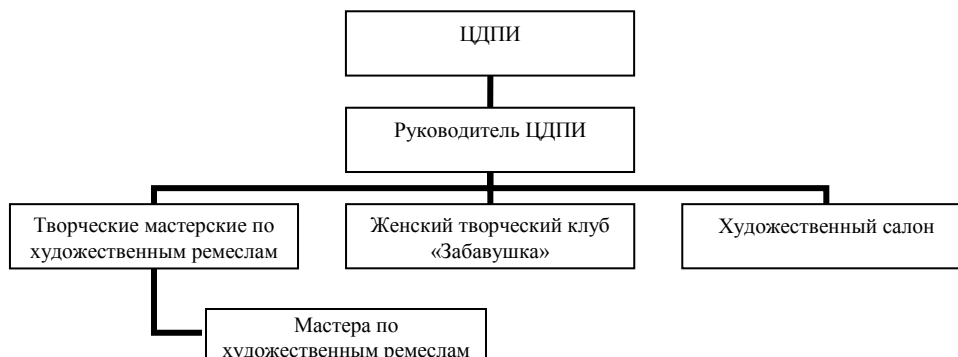 ЦДПИ
Руководитель ЦДПИ
Творческие мастерские по
художественным ремеслам
Женский творческий клуб
«Забавушка»
Художественный салон
Мастера по
художественным ремеслам